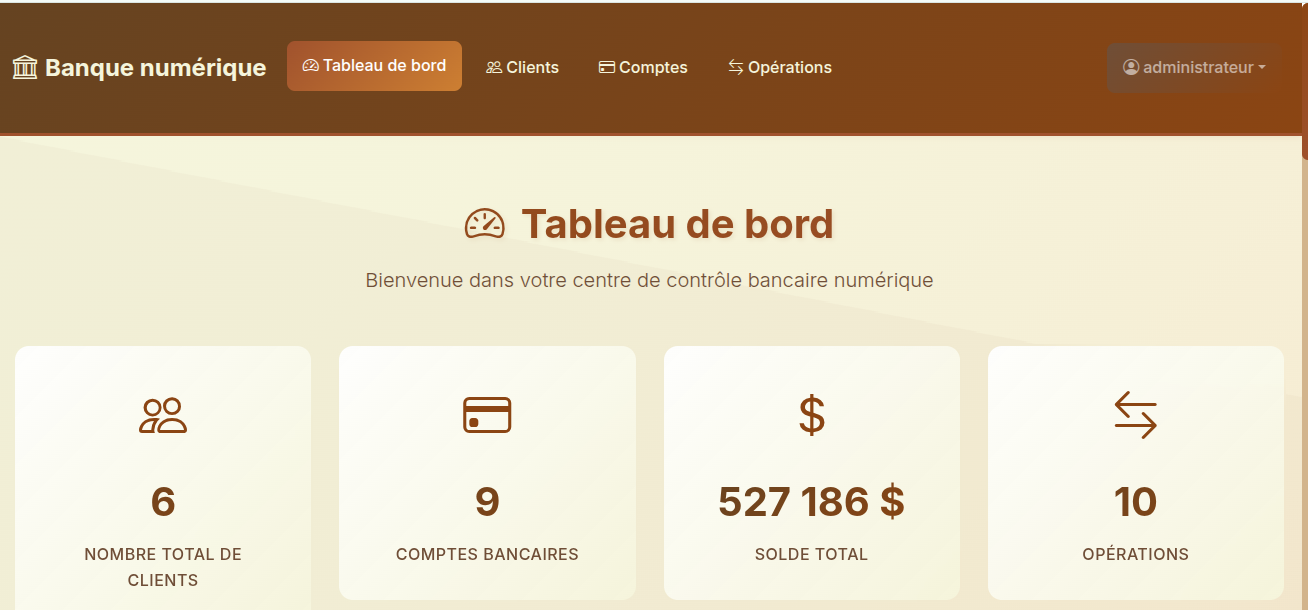 Banque numérique
Tableau de bord
Clients
Comptes
Opérations
administrateur
Tableau de bord
Bienvenue dans votre centre de contrôle bancaire numérique
6
NOMBRE TOTAL DE
CLIENTS
9
COMPTES BANCAIRES
$
527 186 $
SOLDE TOTAL
10
OPÉRATIONS